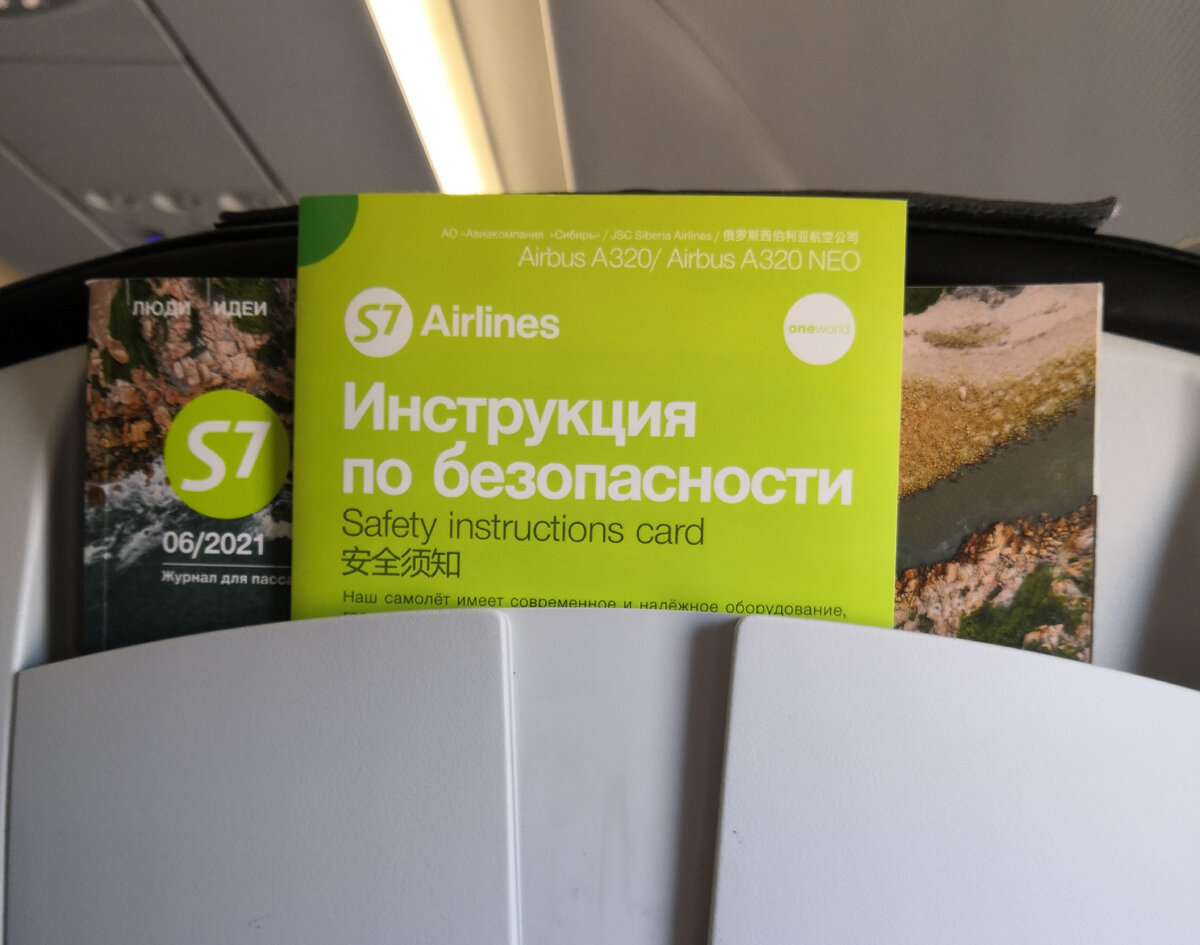 ЛЮДИ ИДЕИ
S7
06/2021
Журнал для
АО «Авиакомпания «Сибирь» / JSC Siberia Airlines / 俄罗斯西伯利亚航空公司
Airbus A320/ Airbus A320 NEO
S7 Airlines
oneworld
Инструкция
по безопасности
Safety instructions card
安全须知
Наш самолёт имеет современное и надёжное оборудование,